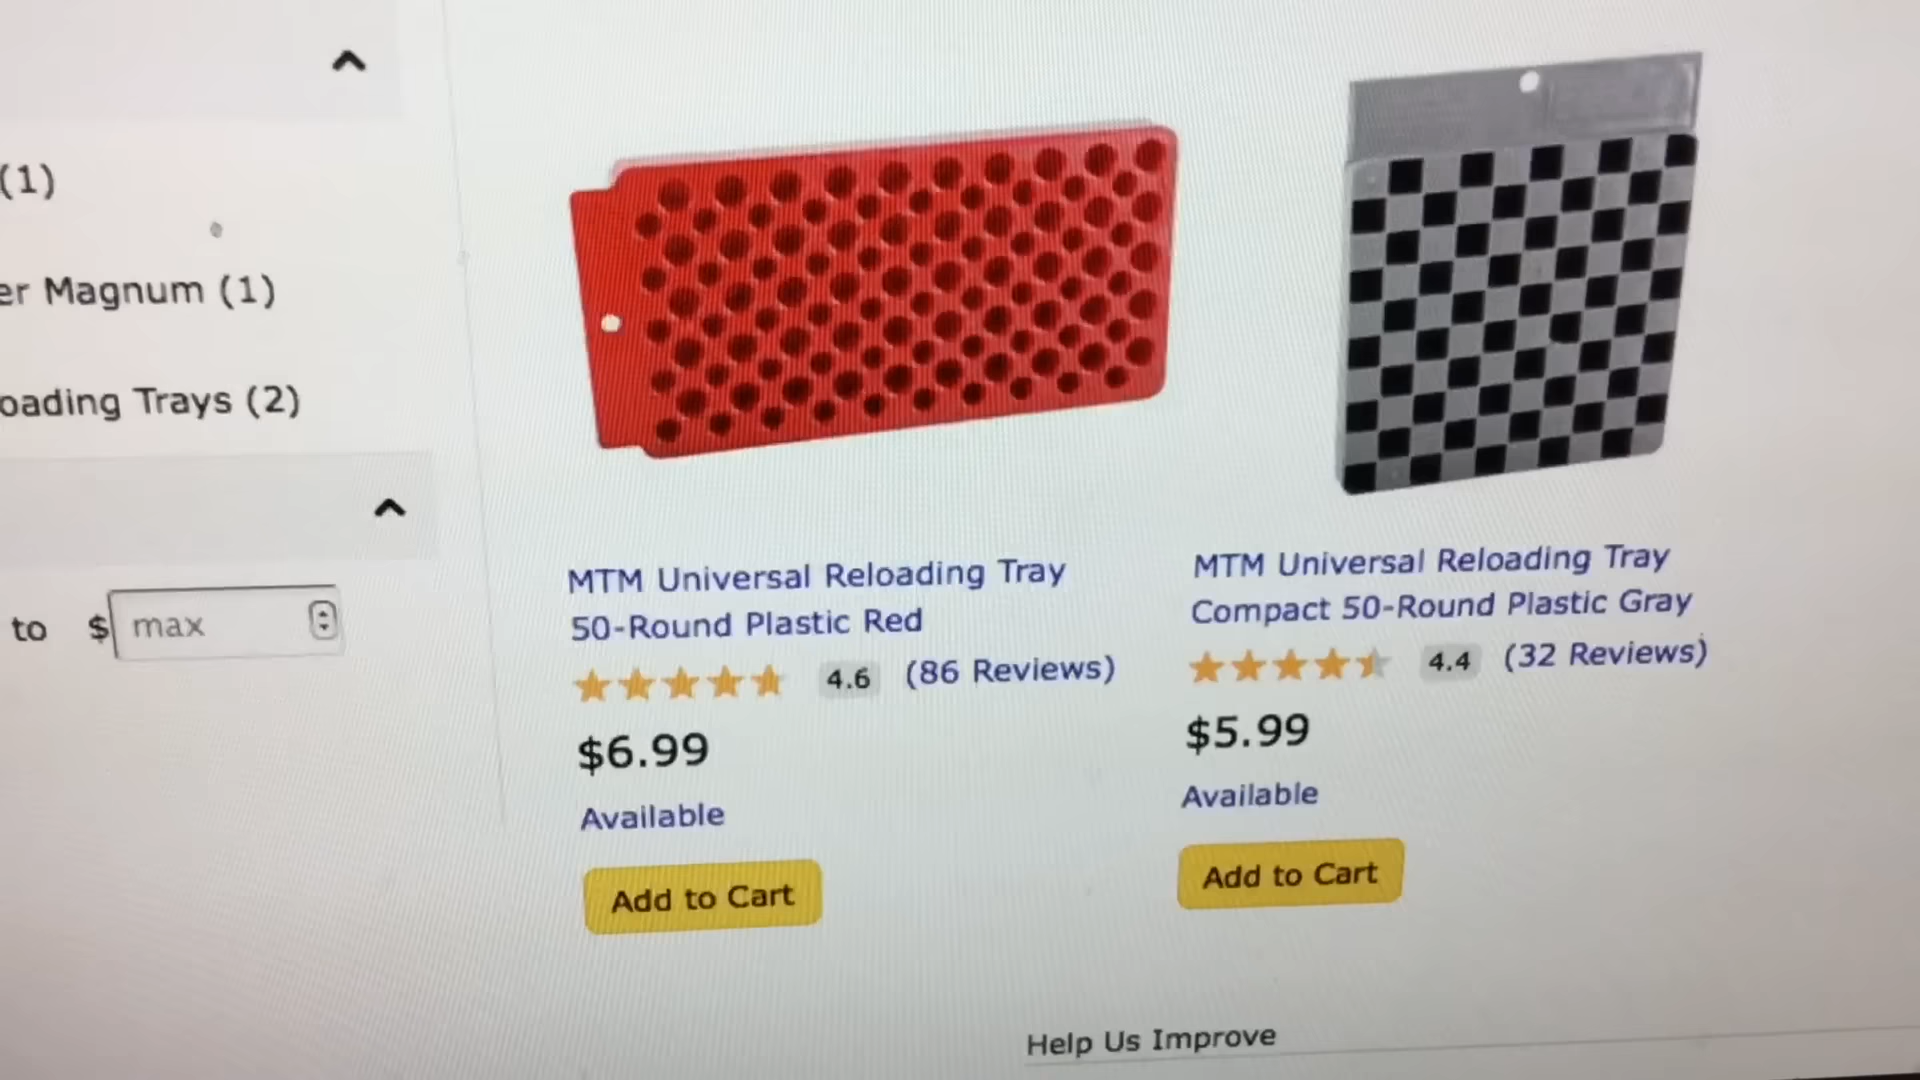 (1)
er Magnum (1)
oading Trays (2)
to $ max
MTM Universal Reloading Tray
50-Round Plastic Red
4.6 (86 Reviews)
$6.99
Available
Add to Cart
MTM Universal Reloading Tray
Compact 50-Round Plastic Gray
4.4 (32 Reviews)
$5.99
Available
Add to Cart
Help Us Improve